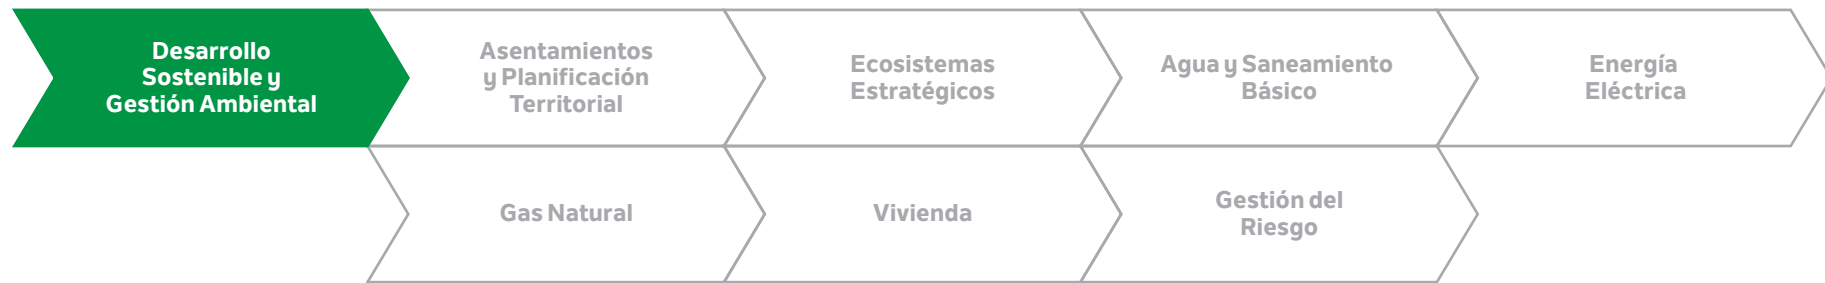 Desarrollo
Sostenible y
Gestión Ambiental
Asentamientos
y Planificación
Territorial
Ecosistemas
Estratégicos
Agua y Saneamiento
Básico
Energía
Eléctrica
Gas Natural
Vivienda
Gestión del
Riesgo